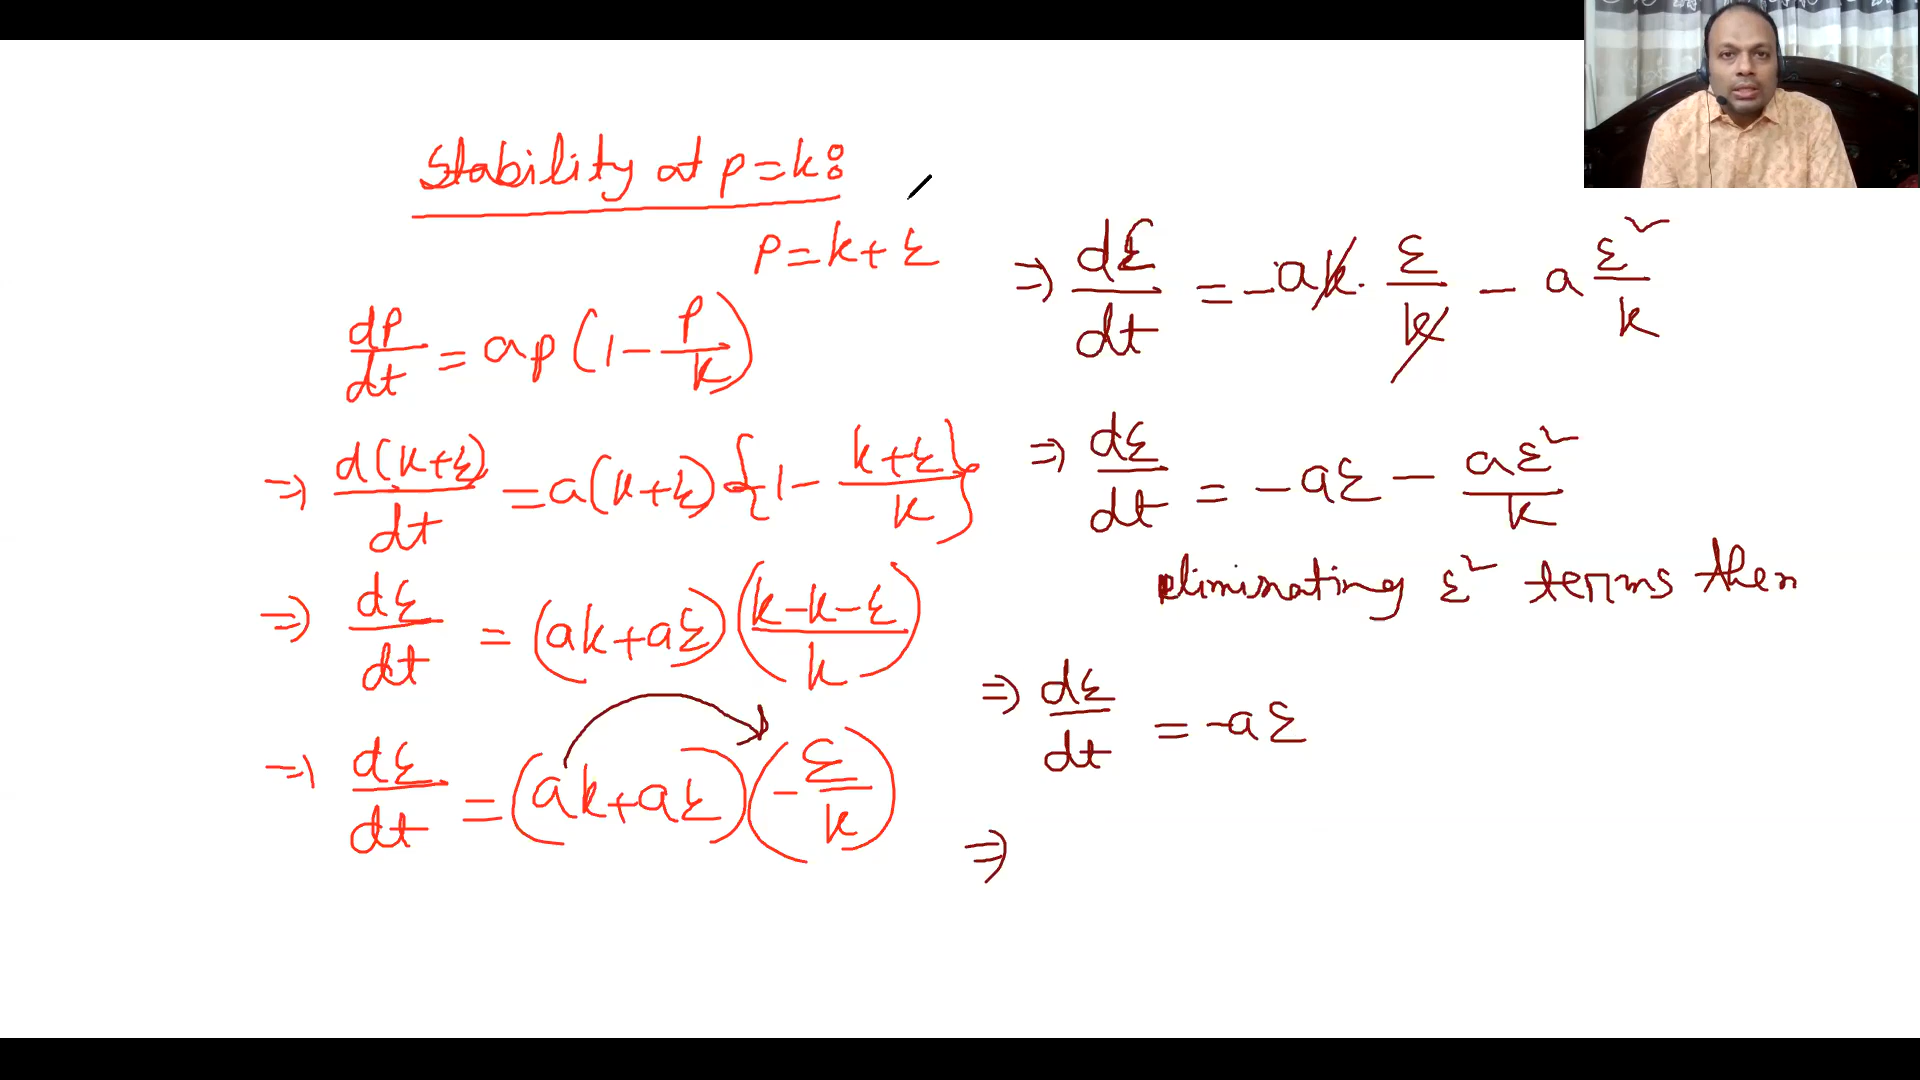 Stability at p=k:
p=k+ε
dp/dt = ap(1 - p/k)
⇒ d(k+ε)/dt = a(k+ε){1 - (k+ε)/k}
⇒ dε/dt = (ak+aε)((k-k-ε)/k)
⇒ dε/dt = (ak+aε)(-ε/k)
⇒ dε/dt = -ak · ε/k - a ε²/k
⇒ dε/dt = -aε - aε²/k
eliminating ε² terms then
⇒ dε/dt = -aε
⇒